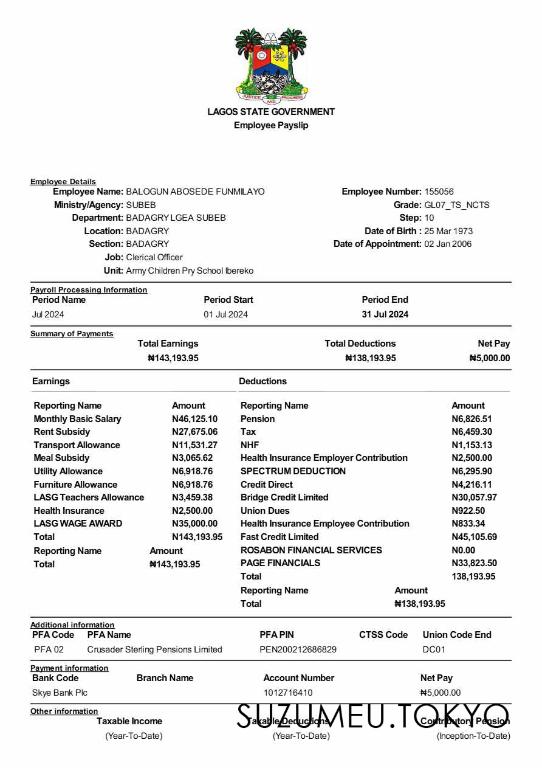 LAGOS STATE GOVERNMENT
Employee Payslip
Employee Details
Employee Name: BALOGUN ABOSEDE FUNMILAYO Employee Number: 155056
Ministry/Agency: SUBEB Grade: GL07_TS_NCTS
Department: BADAGRY LGEA SUBEB Step: 10
Location: BADAGRY Date of Birth : 25 Mar 1973
Section: BADAGRY Date of Appointment: 02 Jan 2006
Job: Clerical Officer
Unit: Army Children Pry School Ibereko
Payroll Processing Information
Period Name Period Start Period End
Jul 2024 01 Jul 2024 31 Jul 2024
Summary of Payments
Total Earnings Total Deductions Net Pay
₦143,193.95 ₦138,193.95 ₦5,000.00
Earnings Deductions
Reporting Name Amount Reporting Name Amount
Monthly Basic Salary N46,125.10 Pension N6,826.51
Rent Subsidy N27,675.06 Tax N6,459.30
Transport Allowance N11,531.27 NHF N1,153.13
Meal Subsidy N3,065.62 Health Insurance Employer Contribution N2,500.00
Utility Allowance N6,918.76 SPECTRUM DEDUCTION N6,295.90
Furniture Allowance N6,918.76 Credit Direct N4,216.11
LASG Teachers Allowance N3,459.38 Bridge Credit Limited N30,057.97
Health Insurance N2,500.00 Union Dues N922.50
LASG WAGE AWARD N35,000.00 Health Insurance Employee Contribution N833.34
Total N143,193.95 Fast Credit Limited N45,105.69
Reporting Name Amount ROSABON FINANCIAL SERVICES N0.00
Total ₦143,193.95 PAGE FINANCIALS N33,823.50
Total 138,193.95
Reporting Name Amount
Total ₦138,193.95
Additional information
PFA Code PFA Name PFA PIN CTSS Code Union Code End
PFA 02 Crusader Sterling Pensions Limited PEN200212686829 DC01
Payment information
Bank Code Branch Name Account Number Net Pay
Skye Bank Plc 1012716410 ₦5,000.00
Other information
Taxable Income Taxable Deductions Contributory Pension
SUZUMEU.TOKYO
(Year-To-Date) (Year-To-Date) (Inception-To-Date)